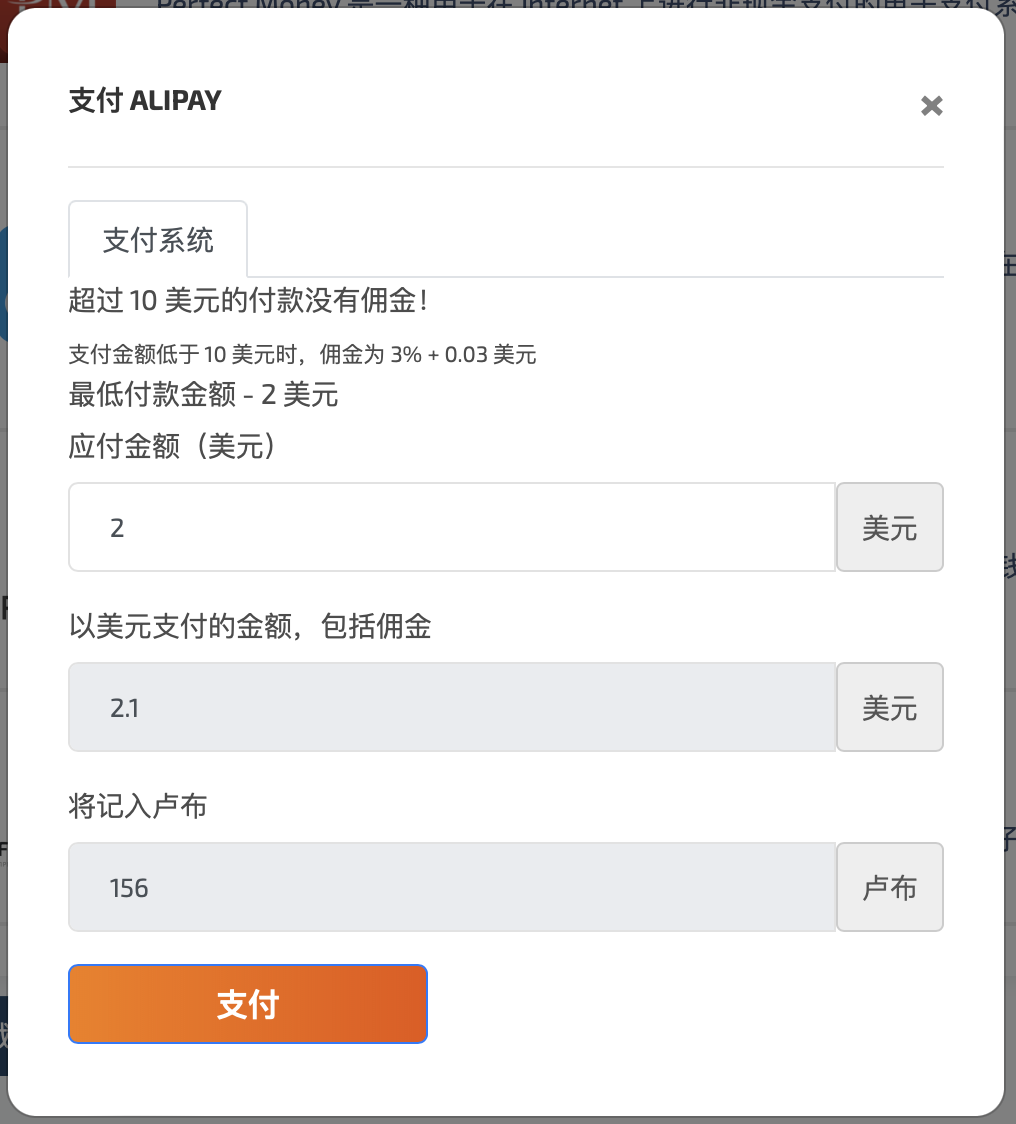 支付 ALIPAY
×
支付系统
超过 10 美元的付款没有佣金！
支付金额低于 10 美元时，佣金为 3% + 0.03 美元
最低付款金额 - 2 美元
应付金额（美元）
2
美元
以美元支付的金额，包括佣金
2.1
美元
将记入卢布
156
卢布
支付